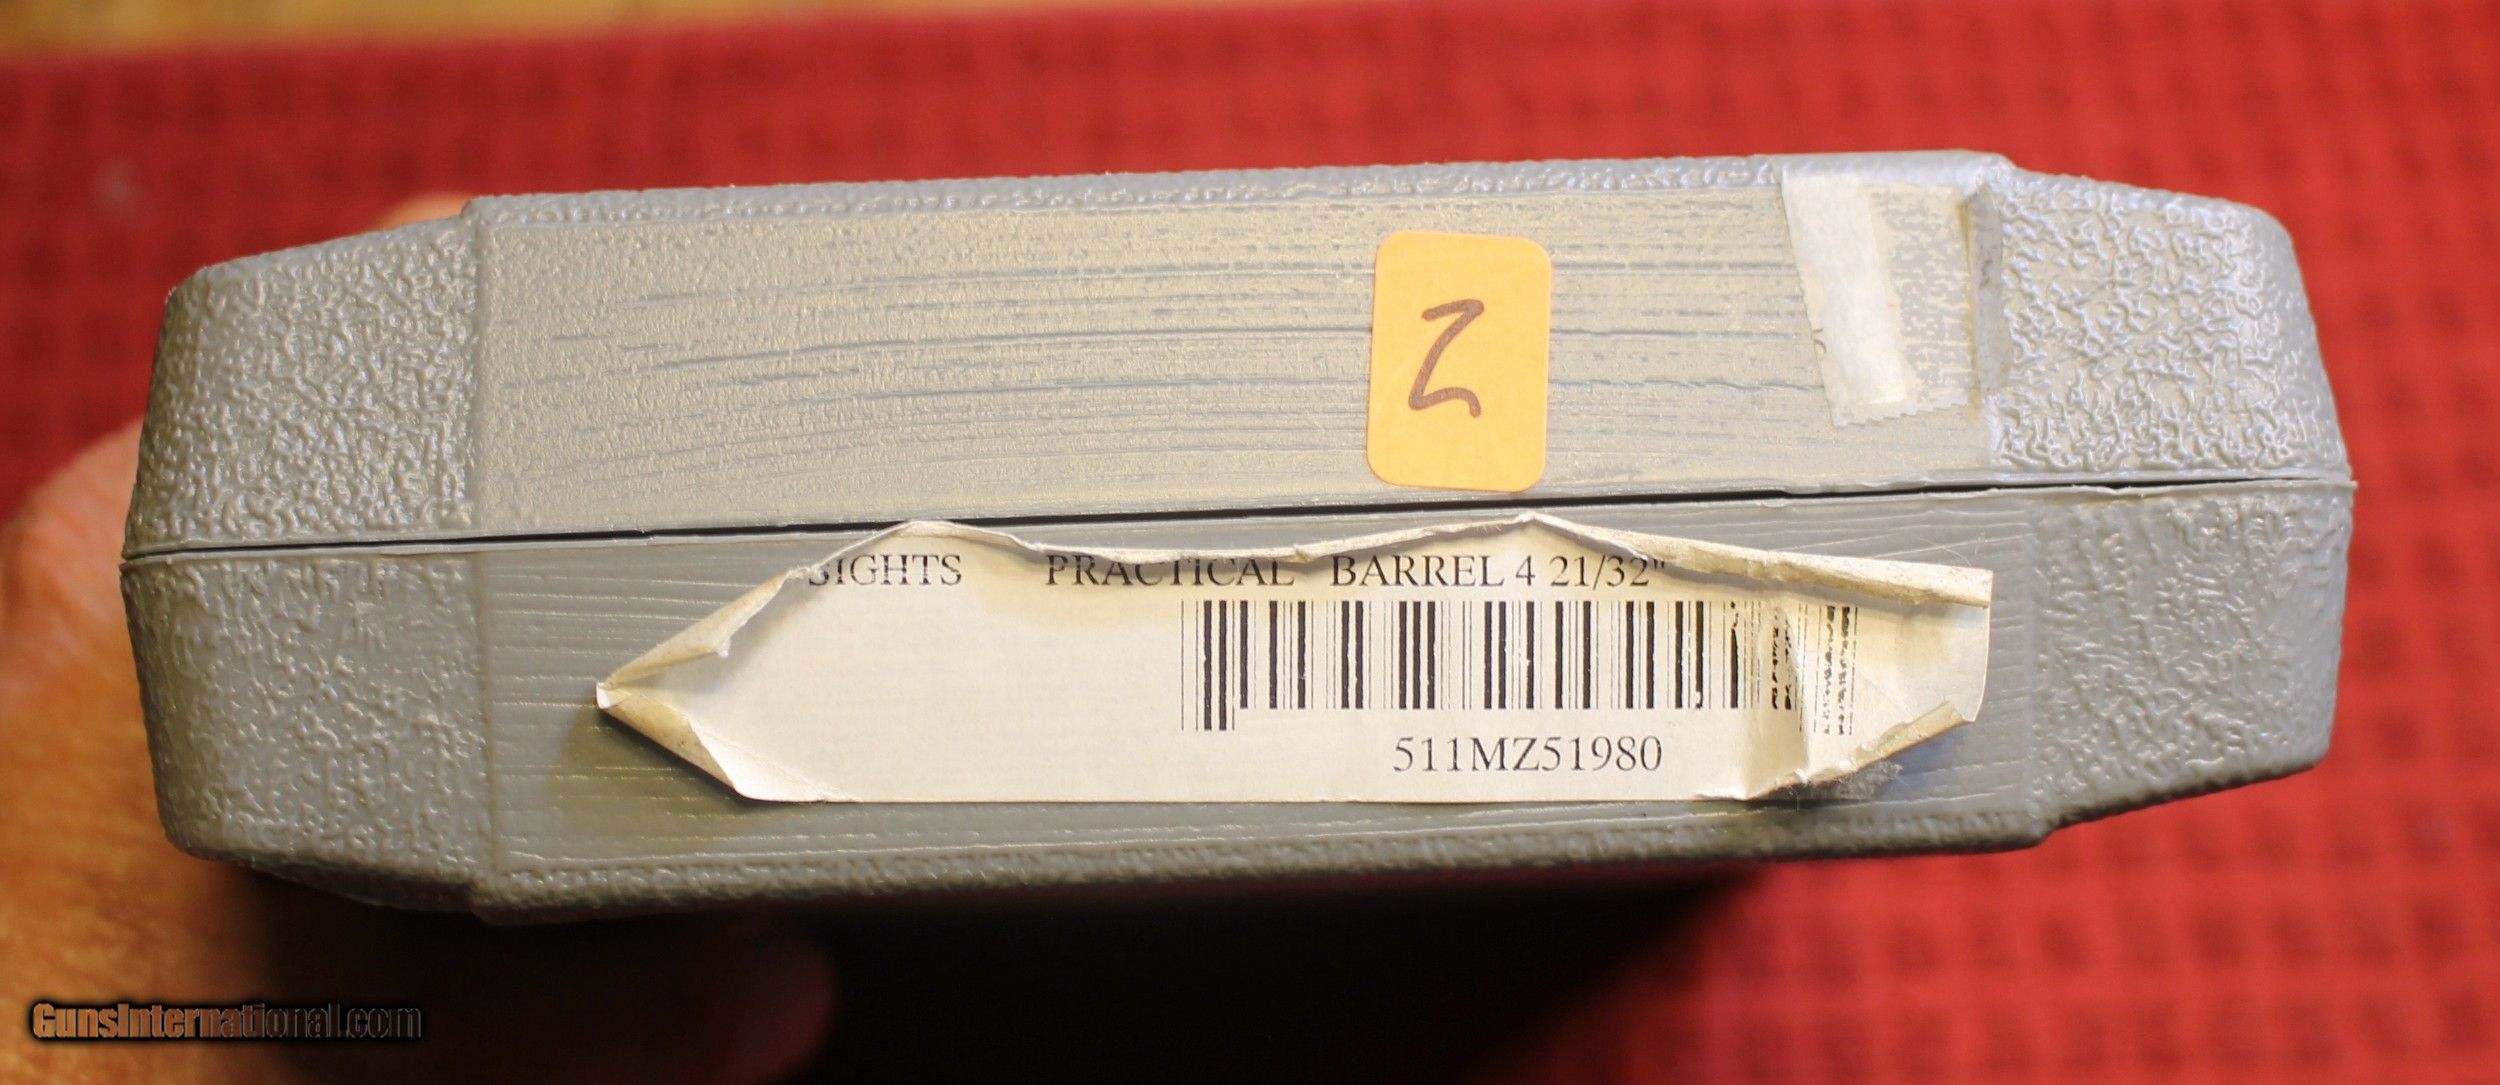 2
SIGHTS PRACTICAL BARREL 4 21/32"
511MZ51980
GunsInternational.com